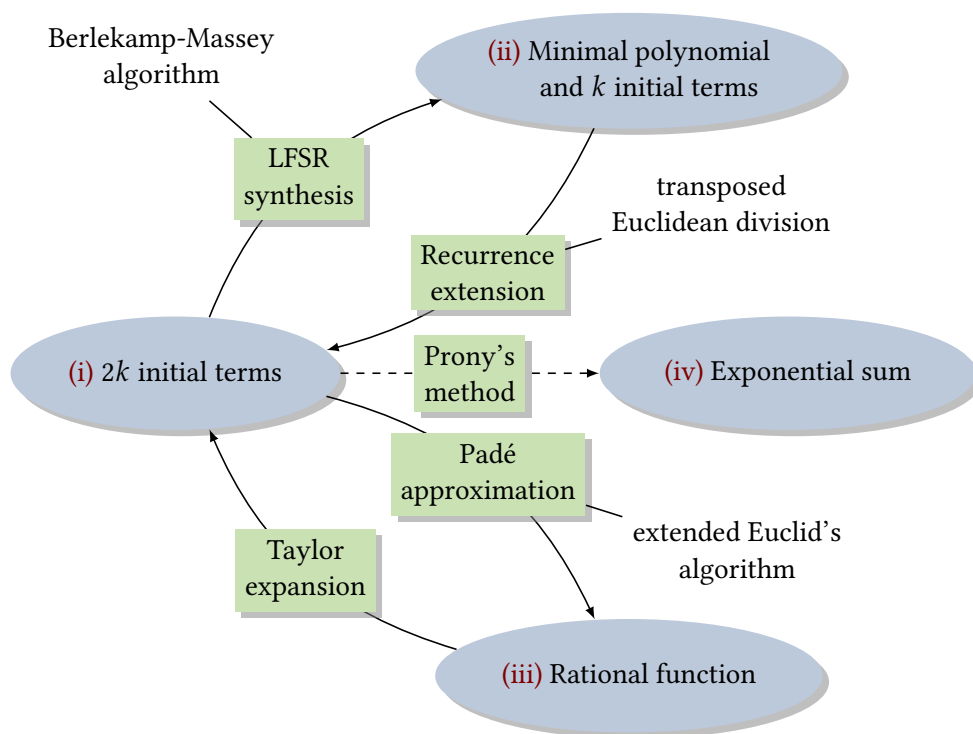 Berlekamp-Massey
algorithm
(ii) Minimal polynomial
and k initial terms
LFSR
synthesis
transposed
Euclidean division
Recurrence
extension
(i) 2k initial terms
Prony's
method
(iv) Exponential sum
Padé
approximation
extended Euclid's
algorithm
Taylor
expansion
(iii) Rational function